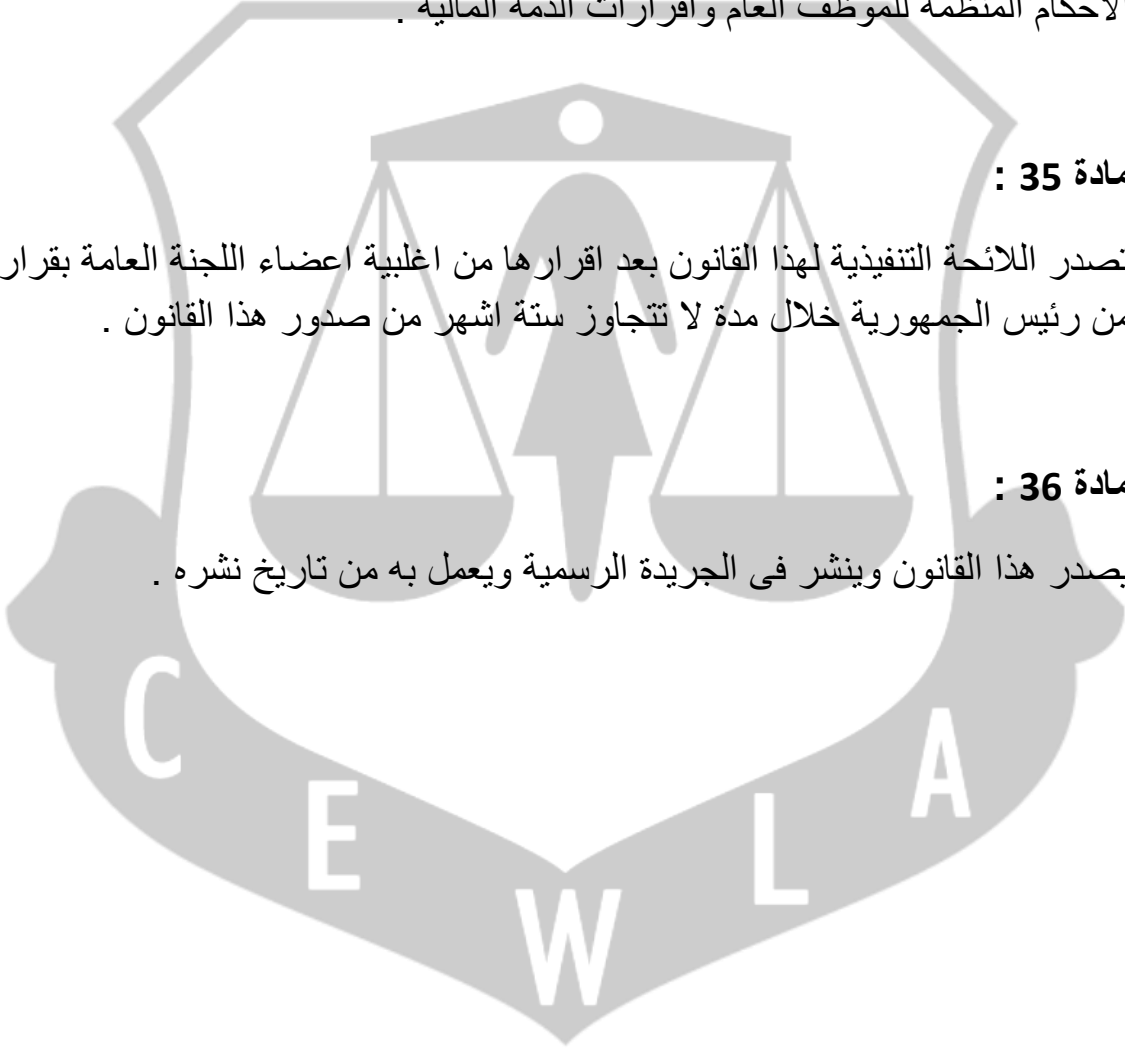 الاحكام المنظمة للموظف العام واقرارات الذمة المالية .
مادة 35 :
تصدر اللائحة التنفيذية لهذا القانون بعد اقرارها من اغلبية اعضاء اللجنة العامة بقرار
من رئيس الجمهورية خلال مدة لا تتجاوز ستة اشهر من صدور هذا القانون .
مادة 36 :
يصدر هذا القانون وينشر فى الجريدة الرسمية ويعمل به من تاريخ نشره .
C E W L A